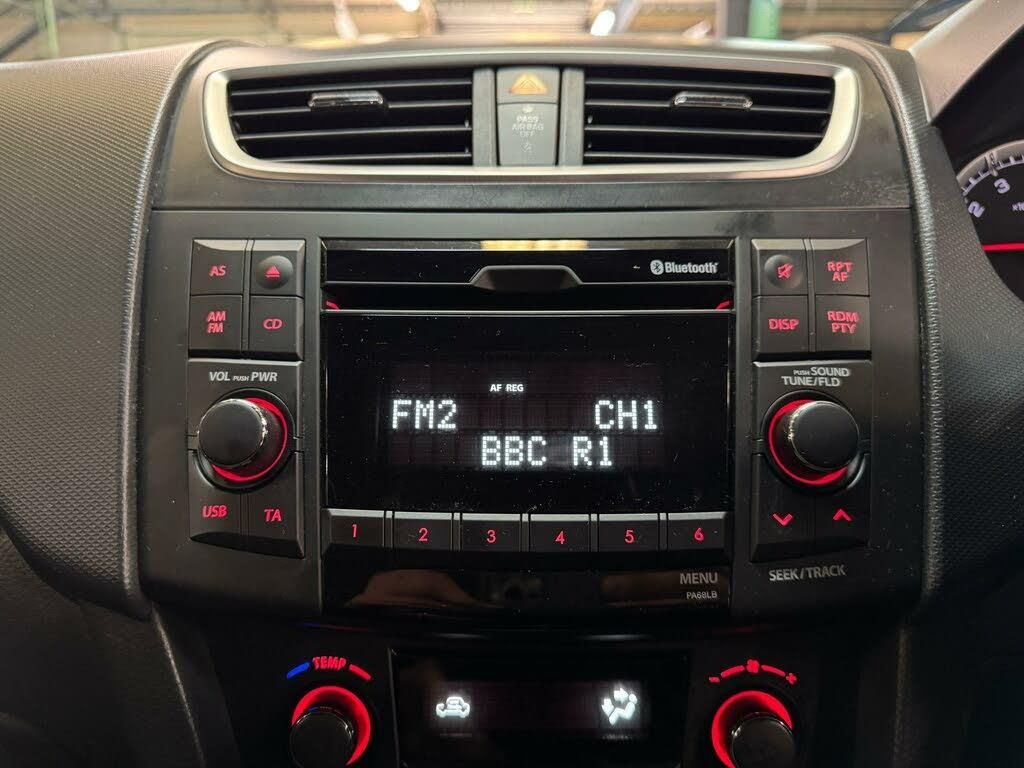 PASS
AIR BAG
OFF
Bluetooth
AS
RPT
AF
AM
FM
CD
DISP
RDM
PTY
VOL PUSH PWR
PUSH SOUND
TUNE/FLD
AF REG
FM2 CH1
BBC R1
USB
TA
1 2 3 4 5 6
SEEK/TRACK
MENU
PA68LB
TEMP
- +
2
3